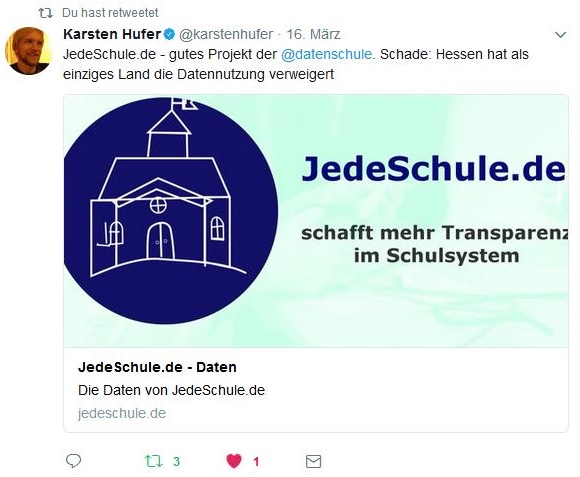 Du hast retweetet
Karsten Hufer @karstenhufer · 16. März
JedeSchule.de - gutes Projekt der @datenschule. Schade: Hessen hat als
einziges Land die Datennutzung verweigert
JedeSchule.de
schafft mehr Transparenz
im Schulsystem
JedeSchule.de - Daten
Die Daten von JedeSchule.de
jedeschule.de
3 1